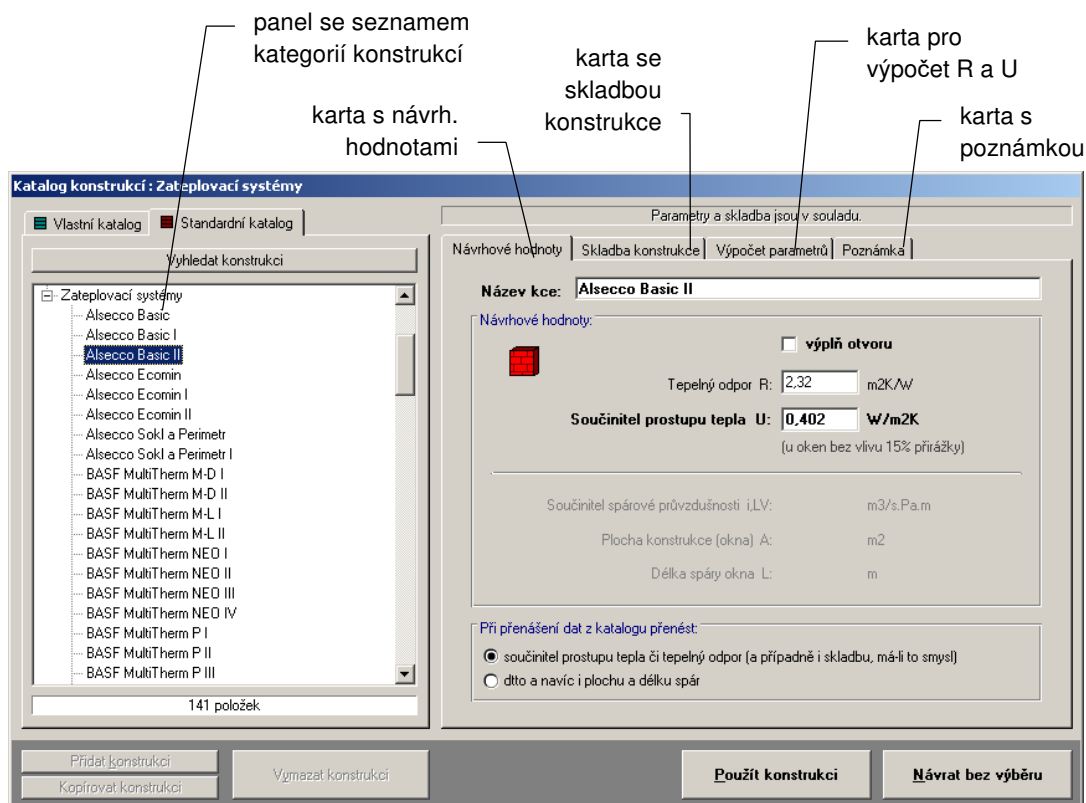 panel se seznamem
kategorií konstrukcí
karta se
skladbou
konstrukce
karta pro
výpočet R a U
karta s návrh.
hodnotami
karta s
poznámkou
Katalog konstrukcí : Zateplovací systémy
Vlastní katalog
Standardní katalog
Vyhledat konstrukci
Zateplovací systémy
Alsecco Basic
Alsecco Basic I
Alsecco Basic II
Alsecco Ecomin
Alsecco Ecomin I
Alsecco Ecomin II
Alsecco Sokl a Perimetr
Alsecco Sokl a Perimetr I
BASF MultiTherm M-D I
BASF MultiTherm M-D II
BASF MultiTherm M-L I
BASF MultiTherm M-L II
BASF MultiTherm NEO I
BASF MultiTherm NEO II
BASF MultiTherm NEO III
BASF MultiTherm NEO IV
BASF MultiTherm P I
BASF MultiTherm P II
BASF MultiTherm P III
141 položek
Parametry a skladba jsou v souladu.
Návrhové hodnoty
Skladba konstrukce
Výpočet parametrů
Poznámka
Název kce: Alsecco Basic II
Návrhové hodnoty:
výplň otvoru
Tepelný odpor R: 2,32 m2K/W
Součinitel prostupu tepla U: 0,402 W/m2K
(u oken bez vlivu 15% přirážky)
Součinitel spárové průvzdušnosti i,LV: m3/s.Pa.m
Plocha konstrukce (okna) A: m2
Délka spáry okna L: m
Při přenášení dat z katalogu přenést:
součinitel prostupu tepla či tepelný odpor (a případně i skladbu, má-li to smysl)
dtto a navíc i plochu a délku spár
Přidat konstrukci
Kopírovat konstrukci
Vymazat konstrukci
Použít konstrukci
Návrat bez výběru